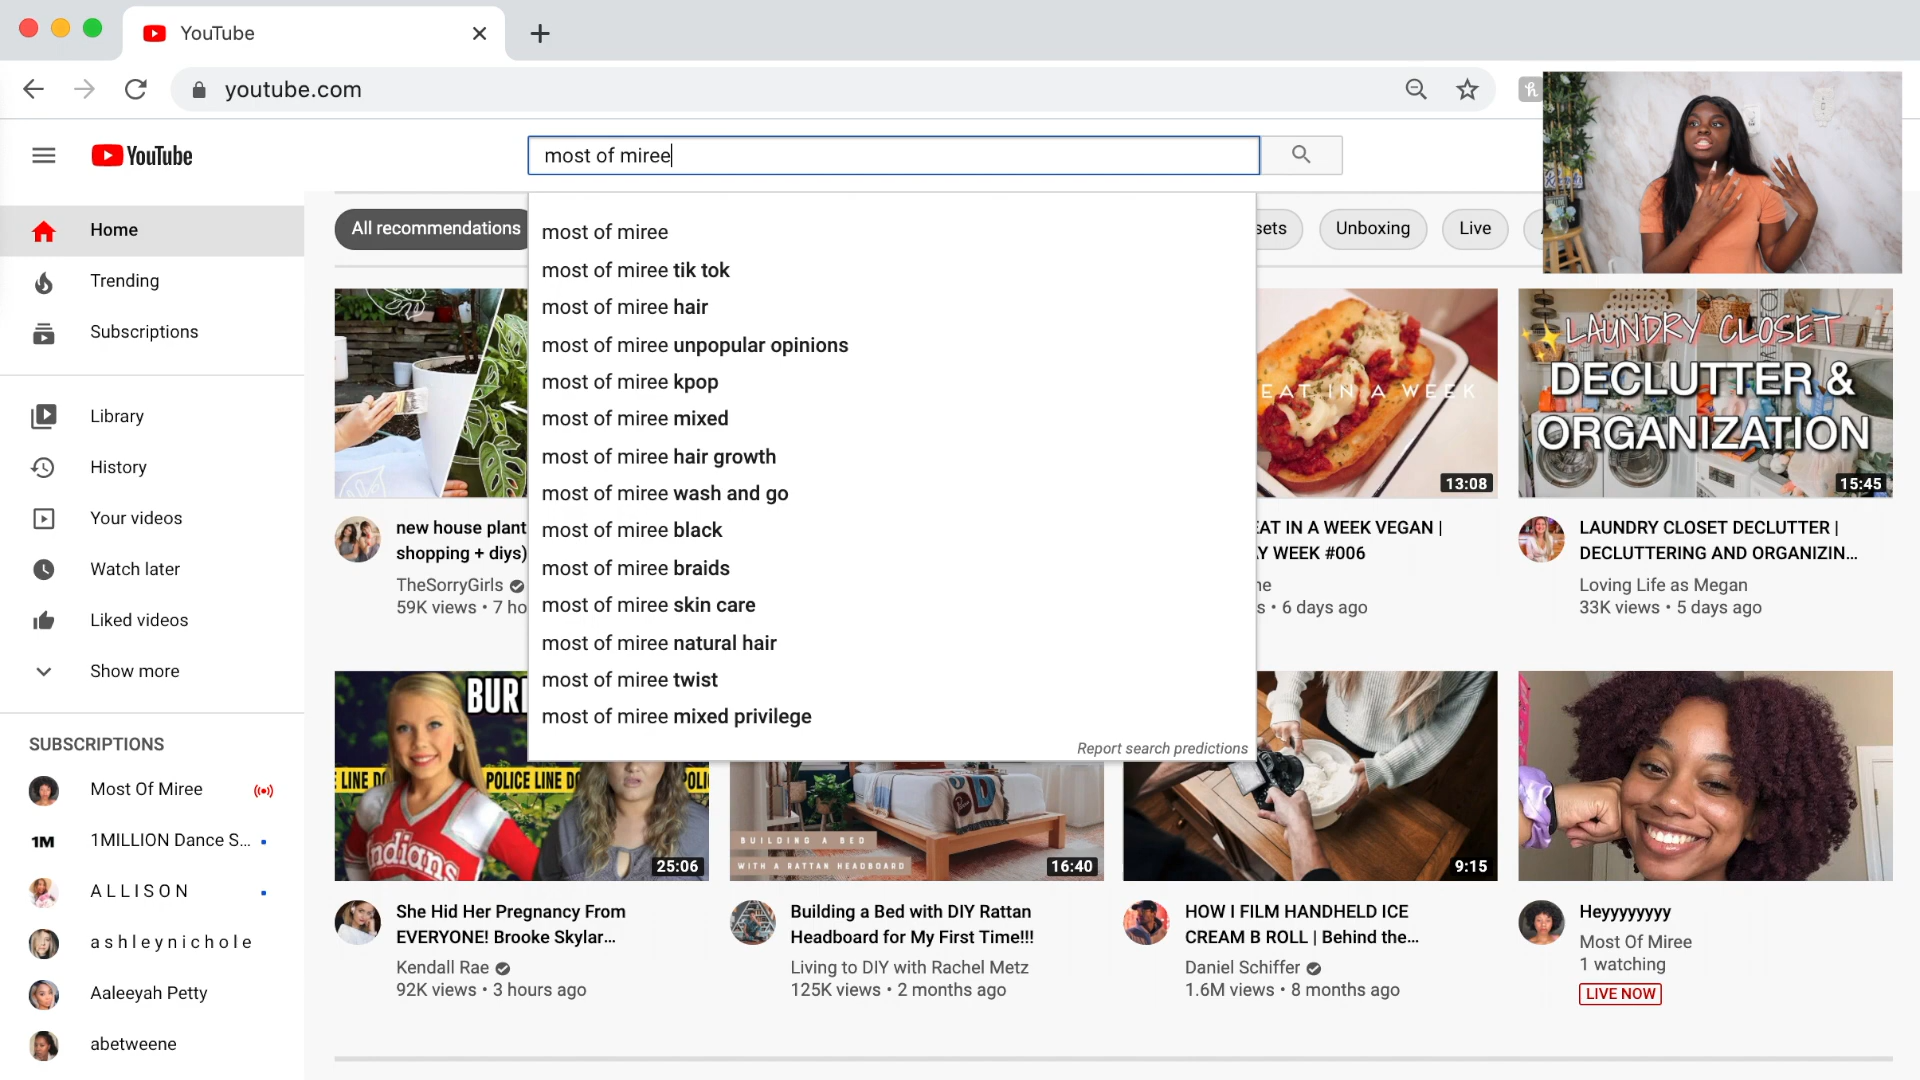 YouTube
youtube.com
YouTube
most of miree
Home
Trending
Subscriptions
Library
History
Your videos
Watch later
Liked videos
Show more
SUBSCRIPTIONS
Most Of Miree
1M
1MILLION Dance S...
A L L I S O N
a s h l e y n i c h o l e
Aaleeyah Petty
abetweene
All recommendations
sets
Unboxing
Live
most of miree
most of miree tik tok
most of miree hair
most of miree unpopular opinions
most of miree kpop
most of miree mixed
most of miree hair growth
most of miree wash and go
most of miree black
most of miree braids
most of miree skin care
most of miree natural hair
most of miree twist
most of miree mixed privilege
Report search predictions
new house plant
shopping + diys)
TheSorryGirls
59K views • 7 ho
EAT IN A WEEK
13:08
EAT IN A WEEK VEGAN |
Y WEEK #006
ne
s • 6 days ago
LAUNDRY CLOSET
DECLUTTER &
ORGANIZATION
15:45
LAUNDRY CLOSET DECLUTTER |
DECLUTTERING AND ORGANIZIN...
Loving Life as Megan
33K views • 5 days ago
BURI
LINE DO
POLICE LINE DO
POLI
ndians
25:06
She Hid Her Pregnancy From
EVERYONE! Brooke Skylar...
Kendall Rae
92K views • 3 hours ago
BUILDING A BED
WITH A RATTAN HEADBOARD
16:40
Building a Bed with DIY Rattan
Headboard for My First Time!!!
Living to DIY with Rachel Metz
125K views • 2 months ago
9:15
HOW I FILM HANDHELD ICE
CREAM B ROLL | Behind the...
Daniel Schiffer
1.6M views • 8 months ago
Heyyyyyyyy
Most Of Miree
1 watching
LIVE NOW